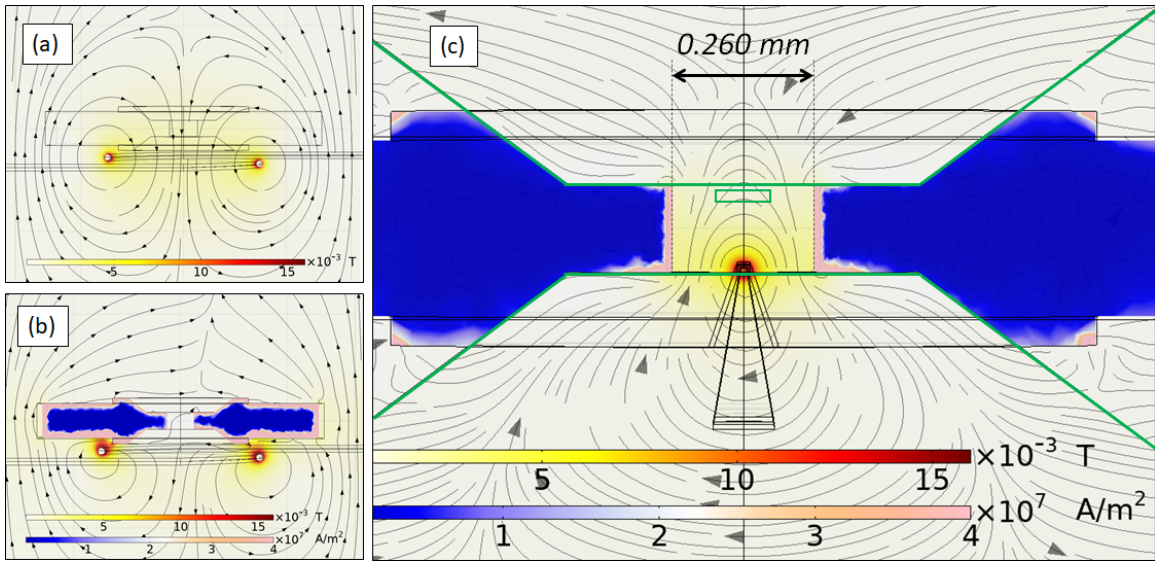 (a)
5 10 15 ×10⁻³ T
(b)
5 10 15 ×10⁻³ T
1 2 3 4 ×10⁷ A/m²
(c)
0.260 mm
5 10 15 ×10⁻³ T
×10⁷ A/m²
1 2 3 4